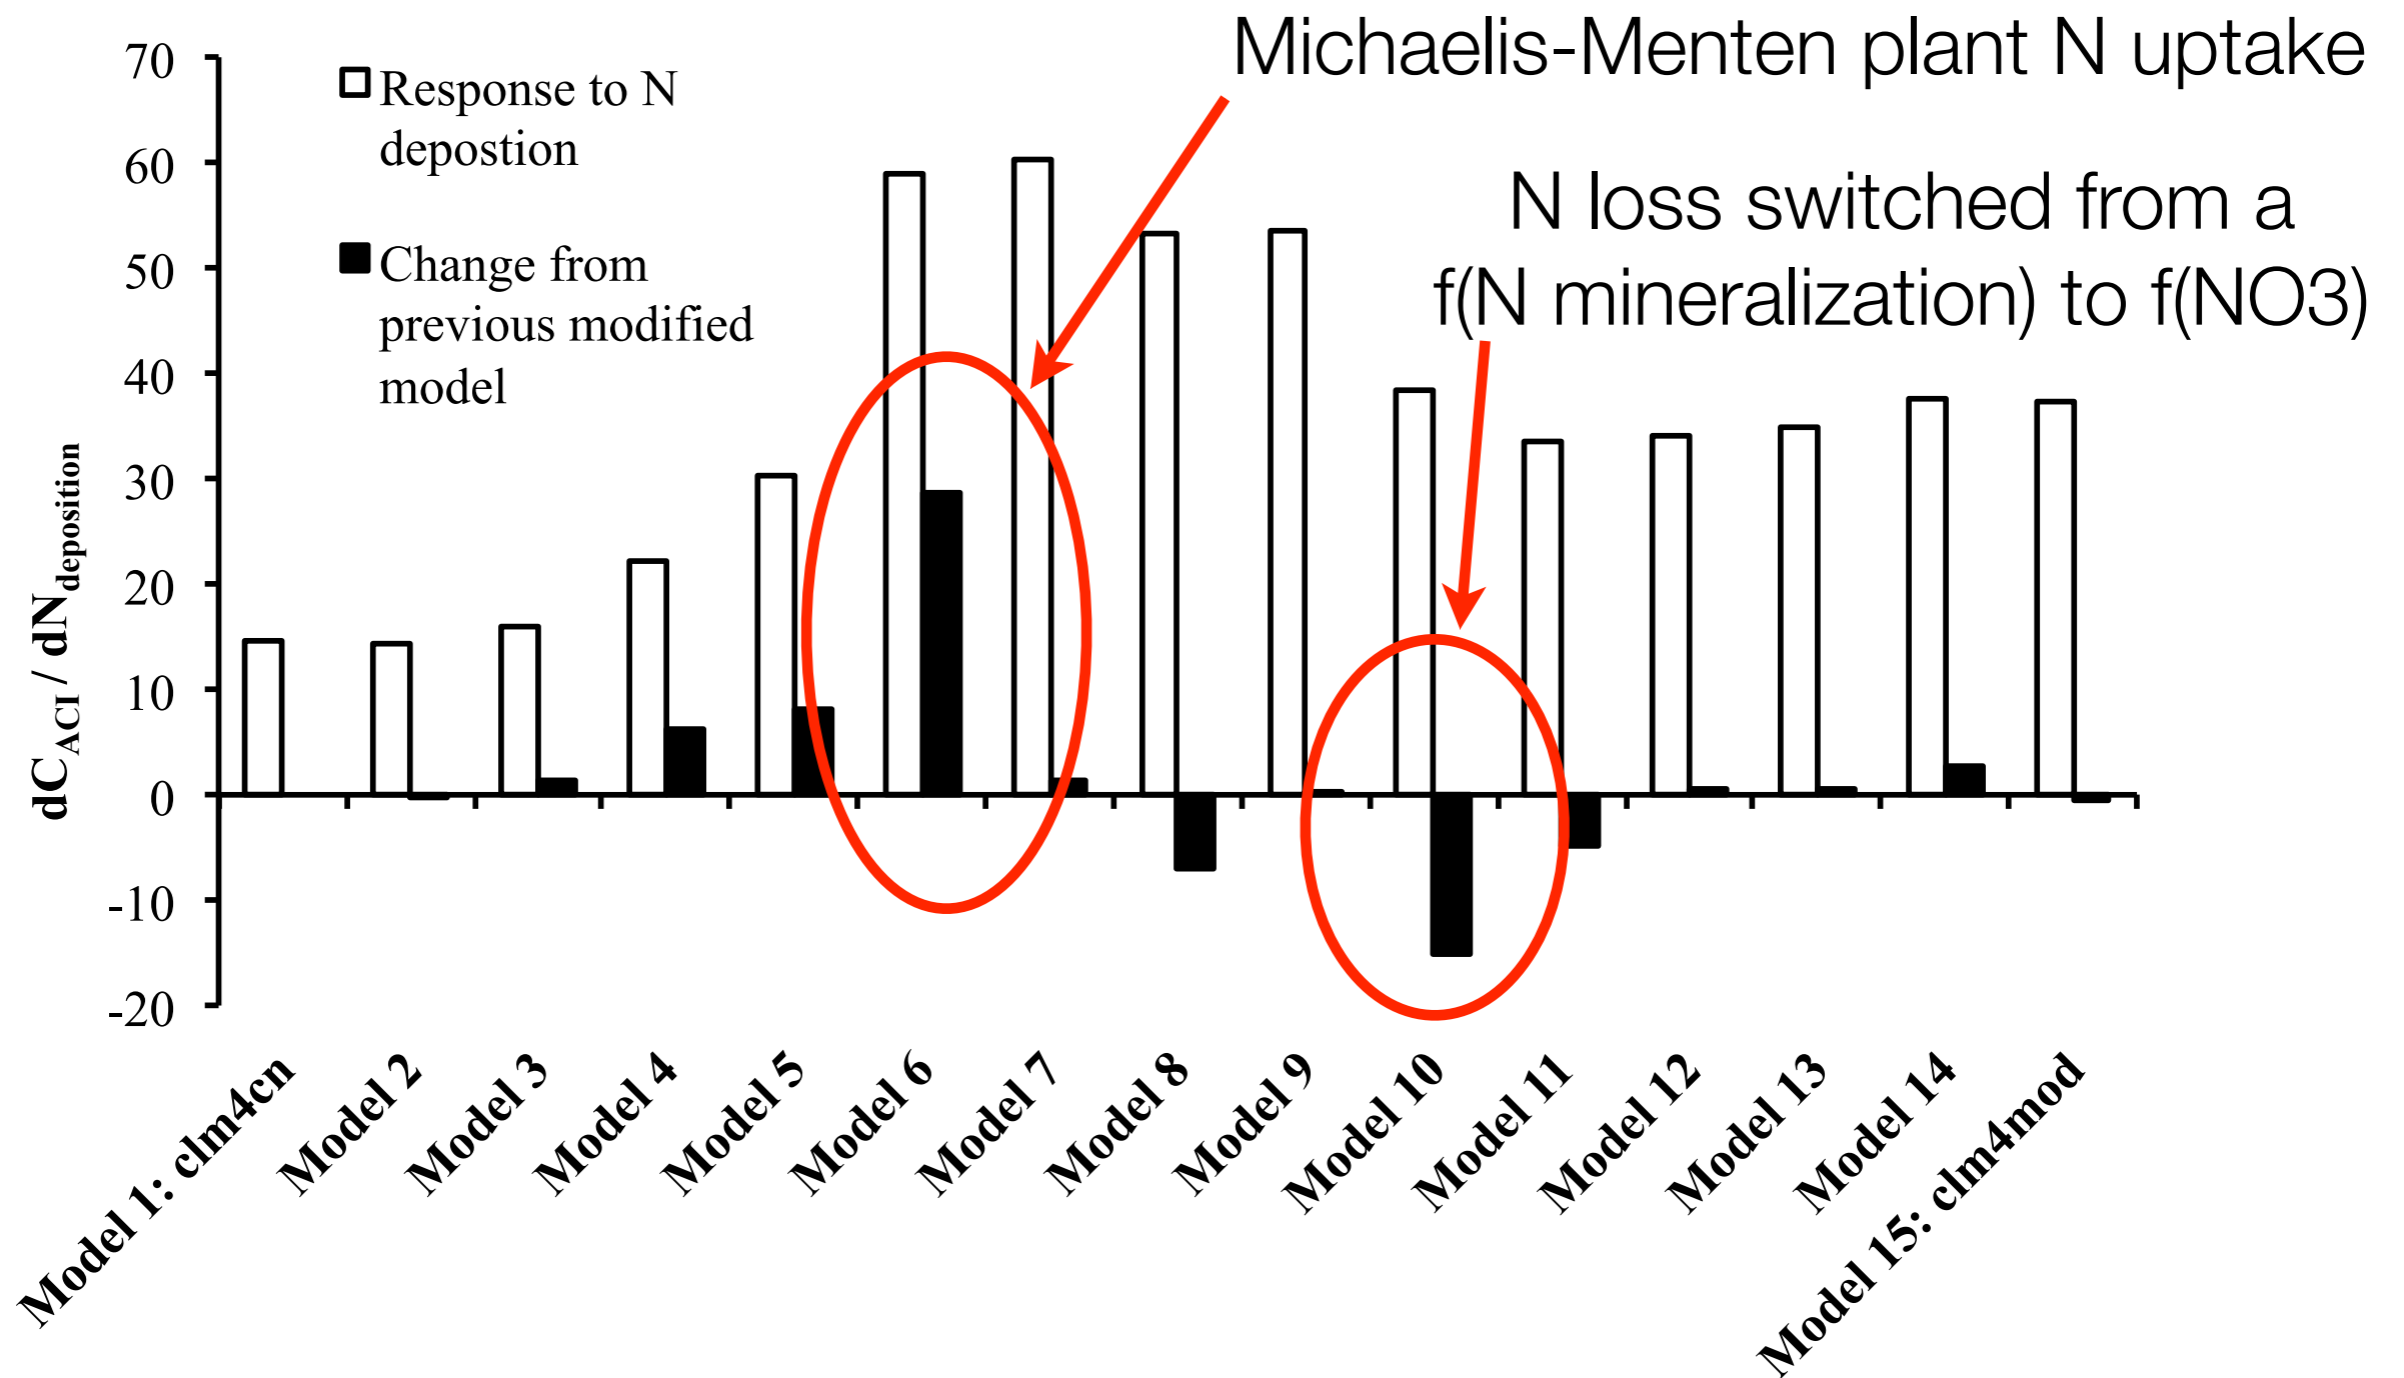 Michaelis-Menten plant N uptake
N loss switched from a
f(N mineralization) to f(NO3)
Response to N
depostion
Change from
previous modified
model
dCACI / dNdeposition
70
60
50
40
30
20
10
0
-10
-20
Model 1: clm4cn
Model 2
Model 3
Model 4
Model 5
Model 6
Model 7
Model 8
Model 9
Model 10
Model 11
Model 12
Model 13
Model 14
Model 15: clm4mod